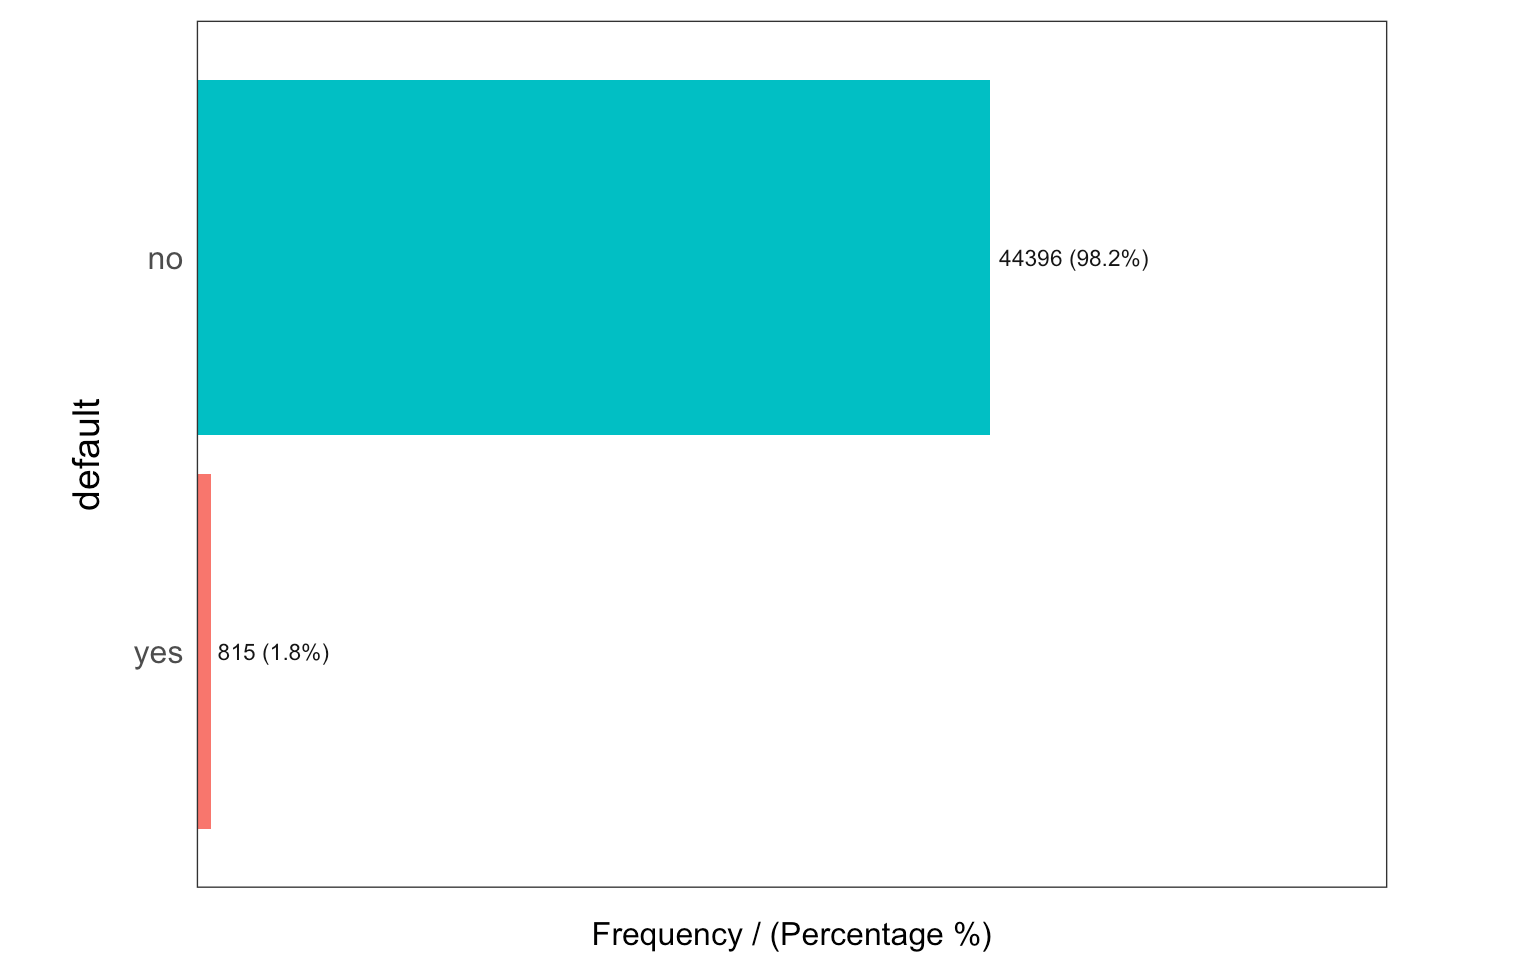 no
44396 (98.2%)
default
yes
815 (1.8%)
Frequency / (Percentage %)